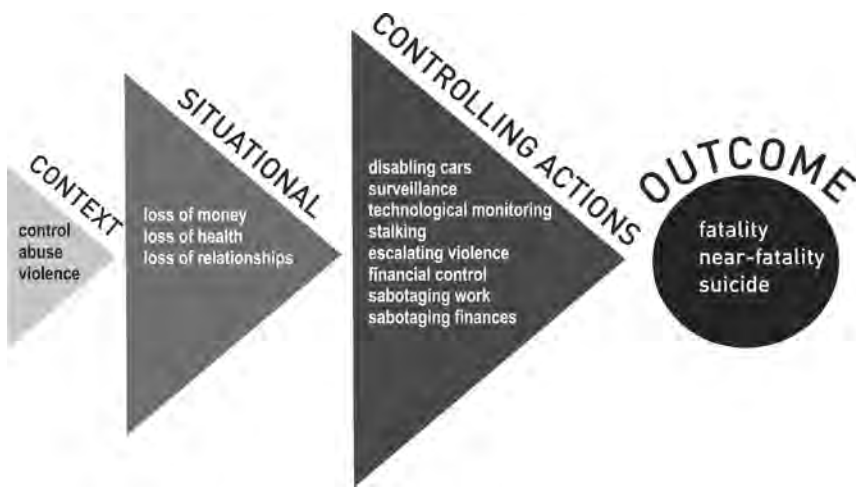 CONTEXT
control
abuse
violence
SITUATIONAL
loss of money
loss of health
loss of relationships
CONTROLLING ACTIONS
disabling cars
surveillance
technological monitoring
stalking
escalating violence
financial control
sabotaging work
sabotaging finances
OUTCOME
fatality
near-fatality
suicide